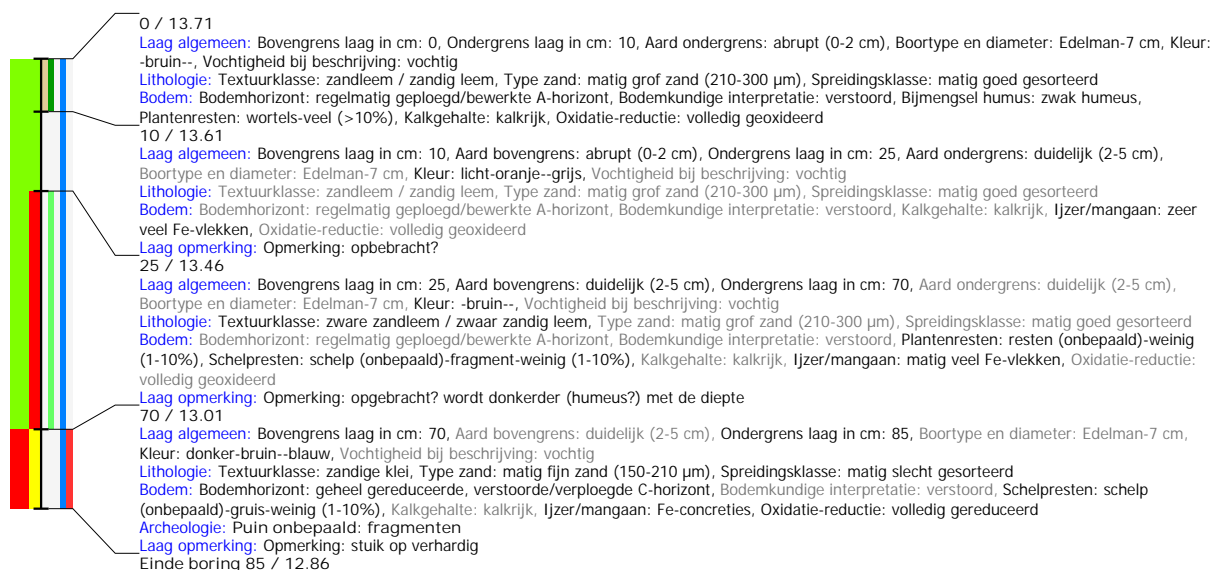 0 / 13.71
Laag algemeen: Bovengrens laag in cm: 0, Ondergrens laag in cm: 10, Aard ondergrens: abrupt (0-2 cm), Boortype en diameter: Edelman-7 cm, Kleur:
-bruin--, Vochtigheid bij beschrijving: vochtig
Lithologie: Textuurklasse: zandleem / zandig leem, Type zand: matig grof zand (210-300 µm), Spreidingsklasse: matig goed gesorteerd
Bodem: Bodemhorizont: regelmatig geploegd/bewerkte A-horizont, Bodemkundige interpretatie: verstoord, Bijmengsel humus: zwak humeus,
Plantenresten: wortels-veel (>10%), Kalkgehalte: kalkrijk, Oxidatie-reductie: volledig geoxideerd
10 / 13.61
Laag algemeen: Bovengrens laag in cm: 10, Aard bovengrens: abrupt (0-2 cm), Ondergrens laag in cm: 25, Aard ondergrens: duidelijk (2-5 cm),
Boortype en diameter: Edelman-7 cm, Kleur: licht-oranje--grijs, Vochtigheid bij beschrijving: vochtig
Lithologie: Textuurklasse: zandleem / zandig leem, Type zand: matig grof zand (210-300 µm), Spreidingsklasse: matig goed gesorteerd
Bodem: Bodemhorizont: regelmatig geploegd/bewerkte A-horizont, Bodemkundige interpretatie: verstoord, Kalkgehalte: kalkrijk, Ijzer/mangaan: zeer
veel Fe-vlekken, Oxidatie-reductie: volledig geoxideerd
Laag opmerking: Opmerking: opbebracht?
25 / 13.46
Laag algemeen: Bovengrens laag in cm: 25, Aard bovengrens: duidelijk (2-5 cm), Ondergrens laag in cm: 70, Aard ondergrens: duidelijk (2-5 cm),
Boortype en diameter: Edelman-7 cm, Kleur: -bruin--, Vochtigheid bij beschrijving: vochtig
Lithologie: Textuurklasse: zware zandleem / zwaar zandig leem, Type zand: matig grof zand (210-300 µm), Spreidingsklasse: matig goed gesorteerd
Bodem: Bodemhorizont: regelmatig geploegd/bewerkte A-horizont, Bodemkundige interpretatie: verstoord, Plantenresten: resten (onbepaald)-weinig
(1-10%), Schelpresten: schelp (onbepaald)-fragment-weinig (1-10%), Kalkgehalte: kalkrijk, Ijzer/mangaan: matig veel Fe-vlekken, Oxidatie-reductie:
volledig geoxideerd
Laag opmerking: Opmerking: opgebracht? wordt donkerder (humeus?) met de diepte
70 / 13.01
Laag algemeen: Bovengrens laag in cm: 70, Aard bovengrens: duidelijk (2-5 cm), Ondergrens laag in cm: 85, Boortype en diameter: Edelman-7 cm,
Kleur: donker-bruin--blauw, Vochtigheid bij beschrijving: vochtig
Lithologie: Textuurklasse: zandige klei, Type zand: matig fijn zand (150-210 µm), Spreidingsklasse: matig slecht gesorteerd
Bodem: Bodemhorizont: geheel gereduceerde, verstoorde/verploegde C-horizont, Bodemkundige interpretatie: verstoord, Schelpresten: schelp
(onbepaald)-gruis-weinig (1-10%), Kalkgehalte: kalkrijk, Ijzer/mangaan: Fe-concreties, Oxidatie-reductie: volledig gereduceerd
Archeologie: Puin onbepaald: fragmenten
Laag opmerking: Opmerking: stuik op verhardig
Einde boring 85 / 12.86